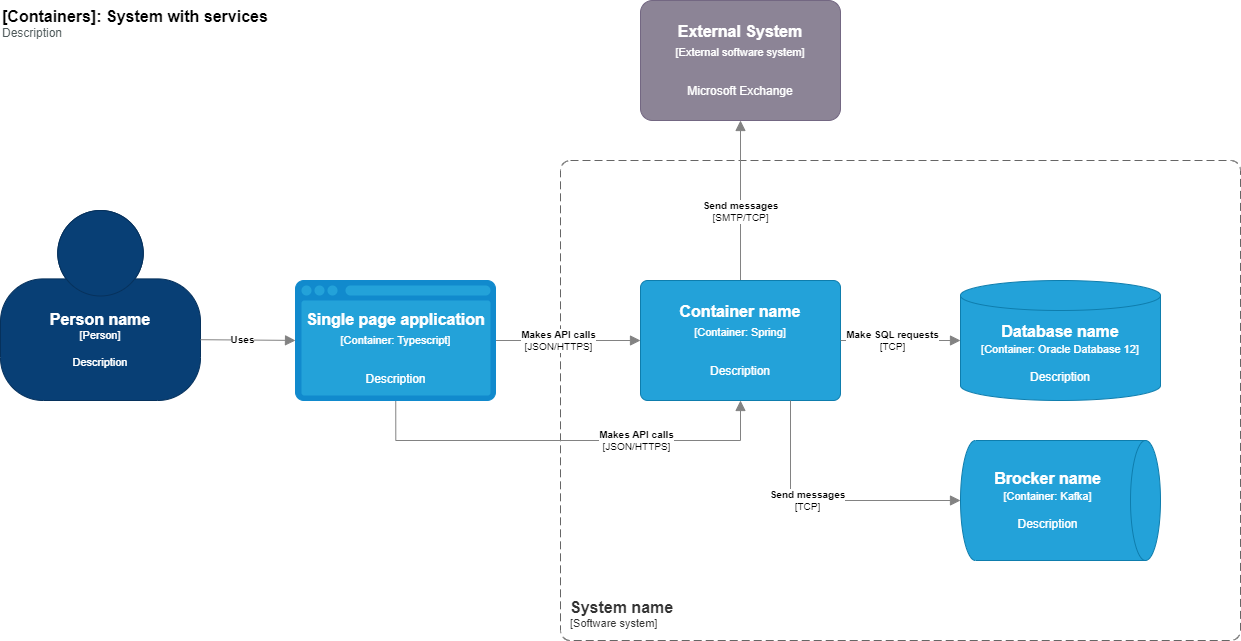 [Containers]: System with services
Description
External System
[External software system]
Microsoft Exchange
Send messages
[SMTP/TCP]
Person name
[Person]
Description
Uses
Single page application
[Container: Typescript]
Description
Makes API calls
[JSON/HTTPS]
Container name
[Container: Spring]
Description
Make SQL requests
[TCP]
Database name
[Container: Oracle Database 12]
Description
Makes API calls
[JSON/HTTPS]
Send messages
[TCP]
Brocker name
[Container: Kafka]
Description
System name
[Software system]